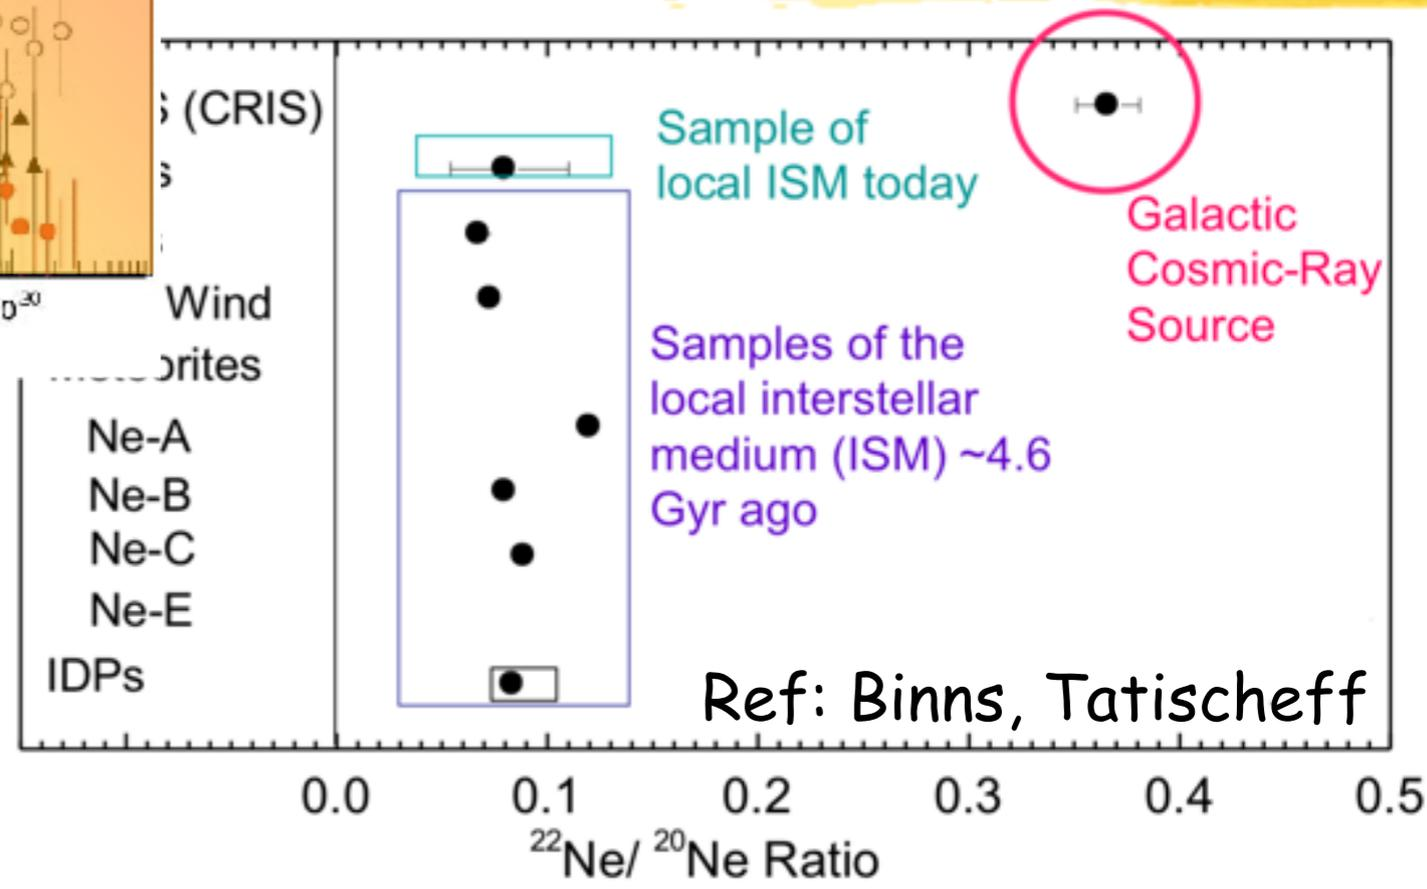 (CRIS)
Sample of
local ISM today
Galactic
Cosmic-Ray
Source
Wind
Samples of the
local interstellar
medium (ISM) ~4.6
Gyr ago
Ne-A
Ne-B
Ne-C
Ne-E
IDPs
Ref: Binns, Tatischeff
0.0 0.1 0.2 0.3 0.4 0.5
²²Ne/ ²⁰Ne Ratio